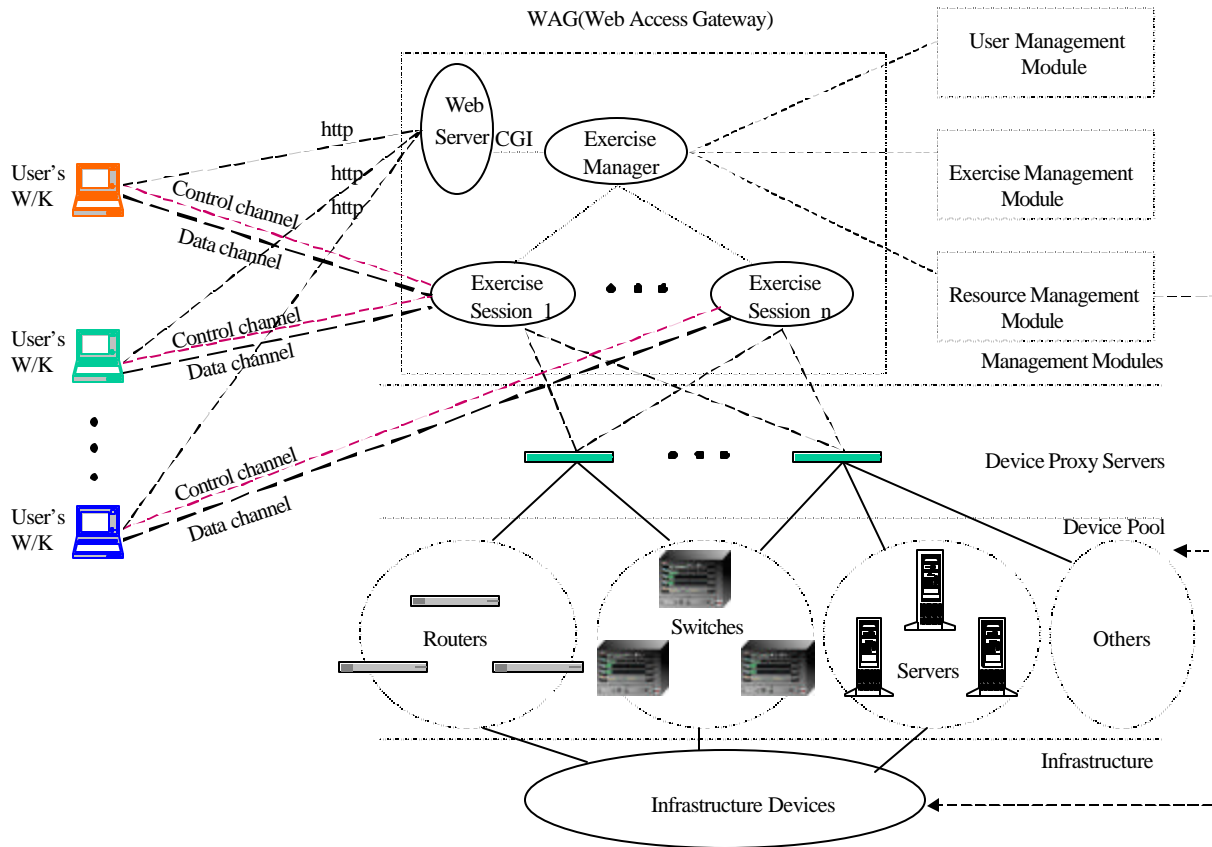 WAG(Web Access Gateway)
User Management
Module
Web
Server
CGI
Exercise
Manager
http
http
http
Exercise Management
Module
User's
W/K
Control channel
Data channel
Exercise
Session_1
Exercise
Session_n
Resource Management
Module
Management Modules
User's
W/K
Control channel
Data channel
Device Proxy Servers
Control channel
Data channel
User's
W/K
Device Pool
Routers
Switches
Servers
Others
Infrastructure
Infrastructure Devices